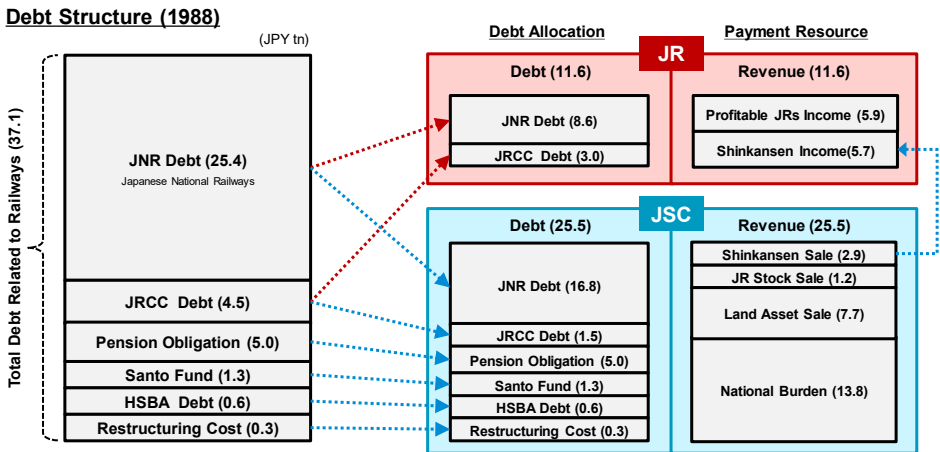 Debt Structure (1988)
(JPY tn)
Total Debt Related to Railways (37.1)
JNR Debt (25.4)
Japanese National Railways
JRCC Debt (4.5)
Pension Obligation (5.0)
Santo Fund (1.3)
HSBA Debt (0.6)
Restructuring Cost (0.3)
Debt Allocation
Payment Resource
JR
Debt (11.6)
Revenue (11.6)
JNR Debt (8.6)
JRCC Debt (3.0)
Profitable JRs Income (5.9)
Shinkansen Income(5.7)
JSC
Debt (25.5)
Revenue (25.5)
JNR Debt (16.8)
JRCC Debt (1.5)
Pension Obligation (5.0)
Santo Fund (1.3)
HSBA Debt (0.6)
Restructuring Cost (0.3)
Shinkansen Sale (2.9)
JR Stock Sale (1.2)
Land Asset Sale (7.7)
National Burden (13.8)